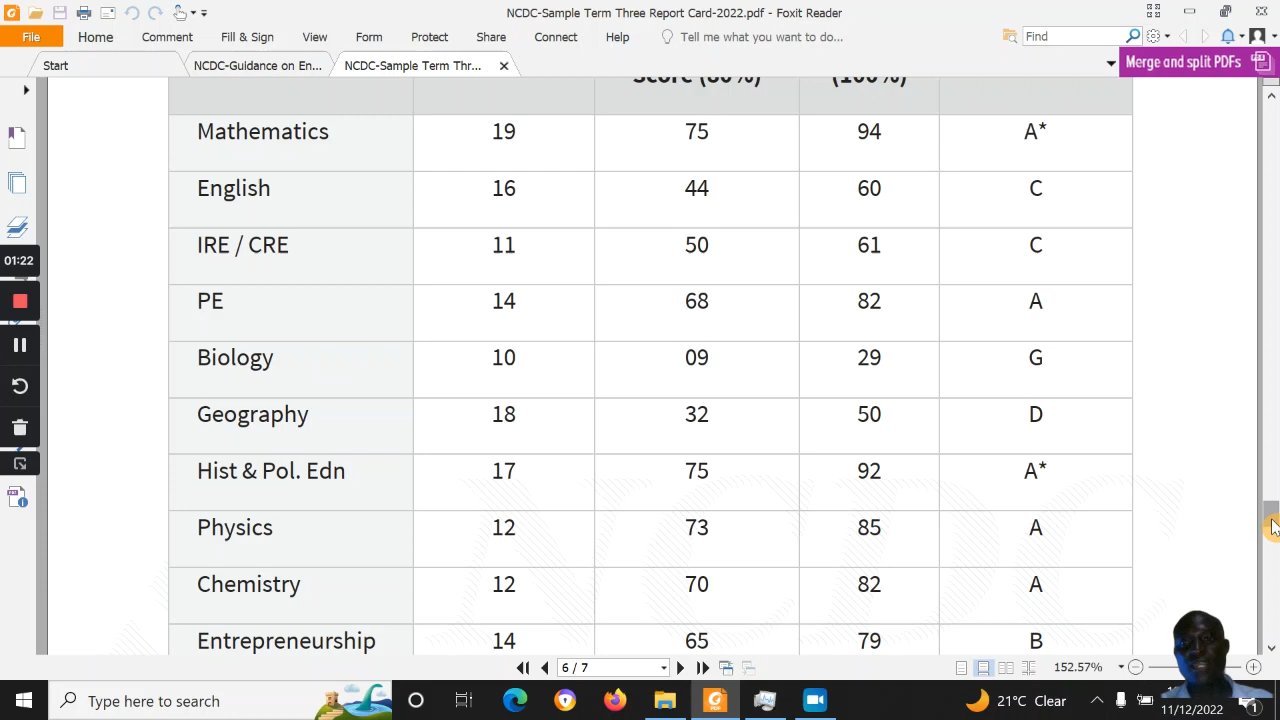 NCDC-Sample Term Three Report Card-2022.pdf - Foxit Reader
File Home Comment Fill & Sign View Form Protect Share Connect Help Tell me what you want to do... Find
Start NCDC-Guidance on En... NCDC-Sample Term Thr... Merge and split PDFs
Score (80%) (100%)
Mathematics 19 75 94 A*
English 16 44 60 C
01:22
IRE / CRE 11 50 61 C
PE 14 68 82 A
Biology 10 09 29 G
Geography 18 32 50 D
Hist & Pol. Edn 17 75 92 A*
Physics 12 73 85 A
Chemistry 12 70 82 A
Entrepreneurship 14 65 79 B
6 / 7 152.57%
Type here to search 21°C Clear
11/12/2022